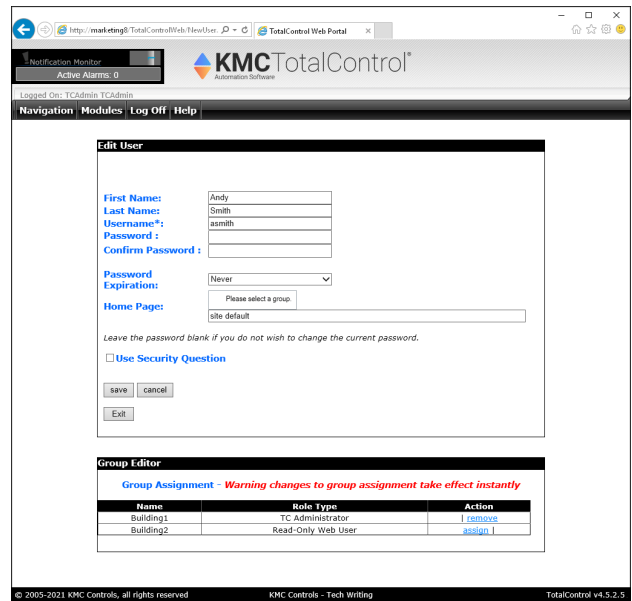 http://marketing8/TotalControlWeb/NewUser.
TotalControl Web Portal
Notification Monitor
Active Alarms: 0
KMCTotalControl®
Automation Software
Logged On: TCAdmin TCAdmin
Navigation Modules Log Off Help
Edit User
First Name: Andy
Last Name: Smith
Username*: asmith
Password :
Confirm Password :
Password Expiration: Never
Please select a group.
Home Page:
site default
Leave the password blank if you do not wish to change the current password.
Use Security Question
save cancel
Exit
Group Editor
Group Assignment - Warning changes to group assignment take effect instantly
Name Role Type Action
Building1 TC Administrator | remove
Building2 Read-Only Web User assign |
© 2005-2021 KMC Controls, all rights reserved KMC Controls - Tech Writing TotalControl v4.5.2.5